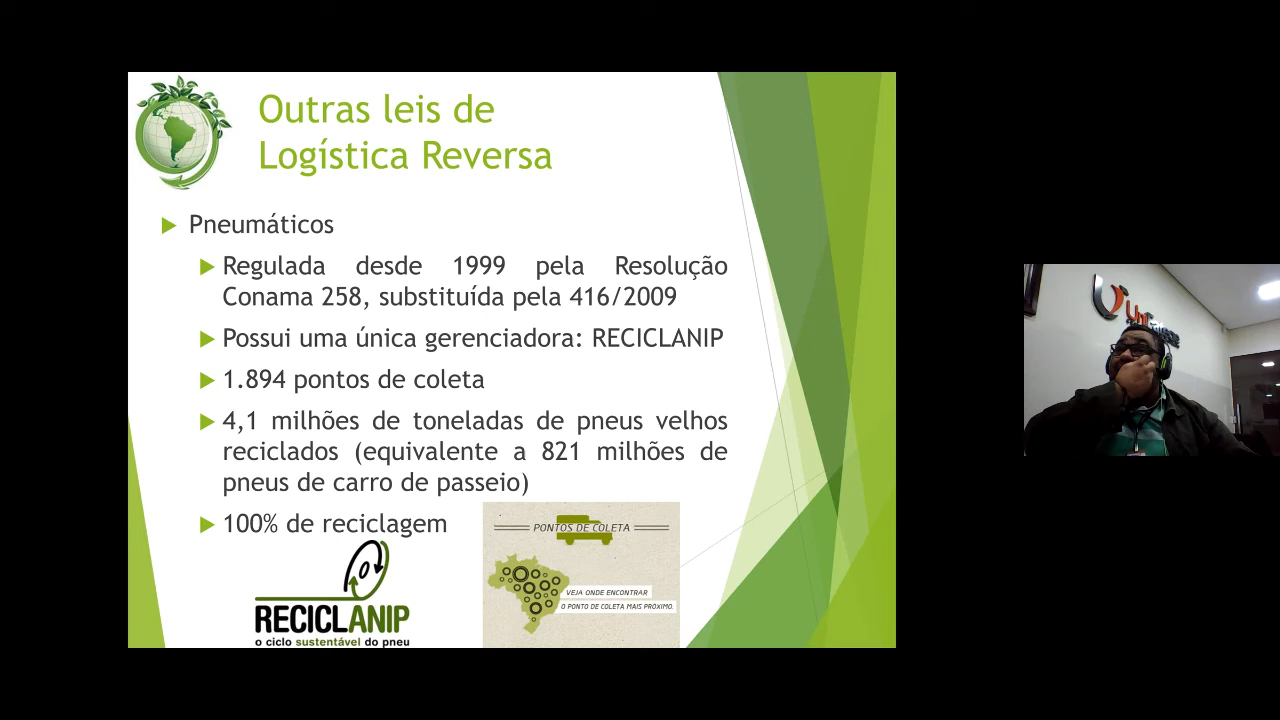 Outras leis de
Logística Reversa
Pneumáticos
Regulada desde 1999 pela Resolução
Conama 258, substituída pela 416/2009
Possui uma única gerenciadora: RECICLANIP
1.894 pontos de coleta
4,1 milhões de toneladas de pneus velhos
reciclados (equivalente a 821 milhões de
pneus de carro de passeio)
100% de reciclagem
RECICLANIP
o ciclo sustentável do pneu
PONTOS DE COLETA
VEJA ONDE ENCONTRAR
O PONTO DE COLETA MAIS PRÓXIMO.